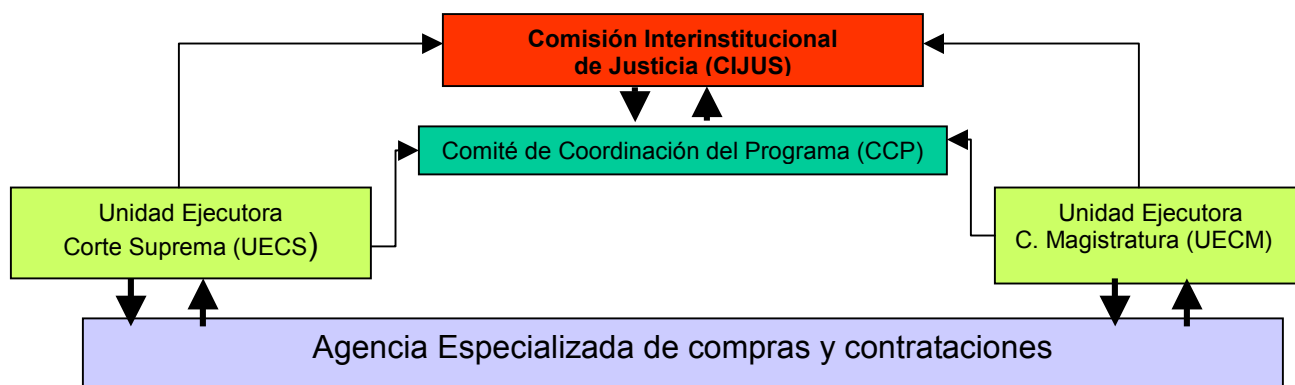 Comisión Interinstitucional
de Justicia (CIJUS)
Comité de Coordinación del Programa (CCP)
Unidad Ejecutora
Corte Suprema (UECS)
Unidad Ejecutora
C. Magistratura (UECM)
Agencia Especializada de compras y contrataciones